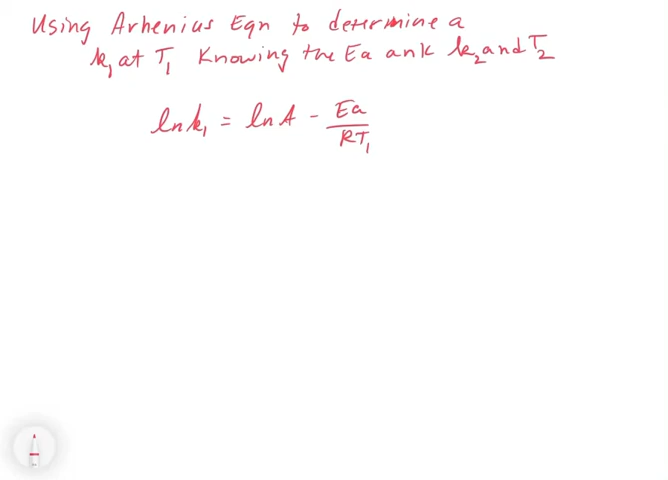 Using Arhenius Eqn to determine a
k₁ at T₁ Knowing the Ea ank k₂ and T₂
ln k₁ = ln A - Ea/RT₁